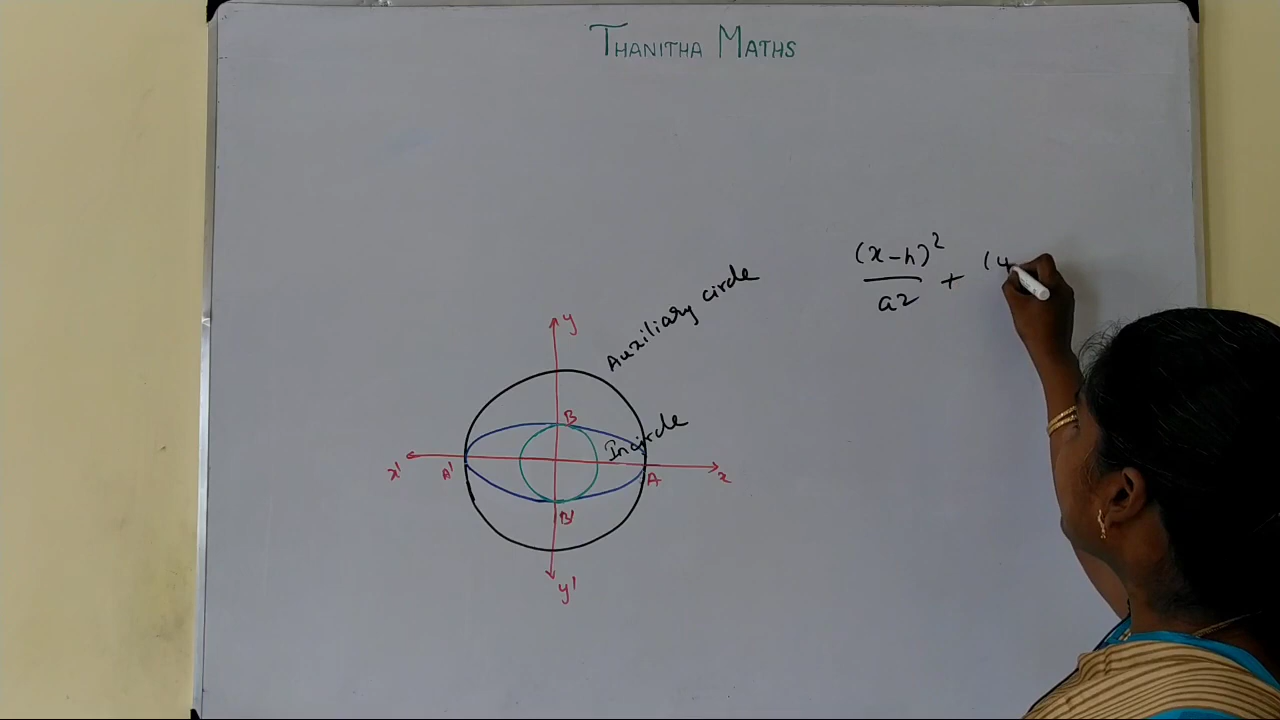 THANITHA MATHS
(x-h)² / a2 + (y
Auxiliary circle
Incircle
y
B
x'
A'
A
x
B'
y'